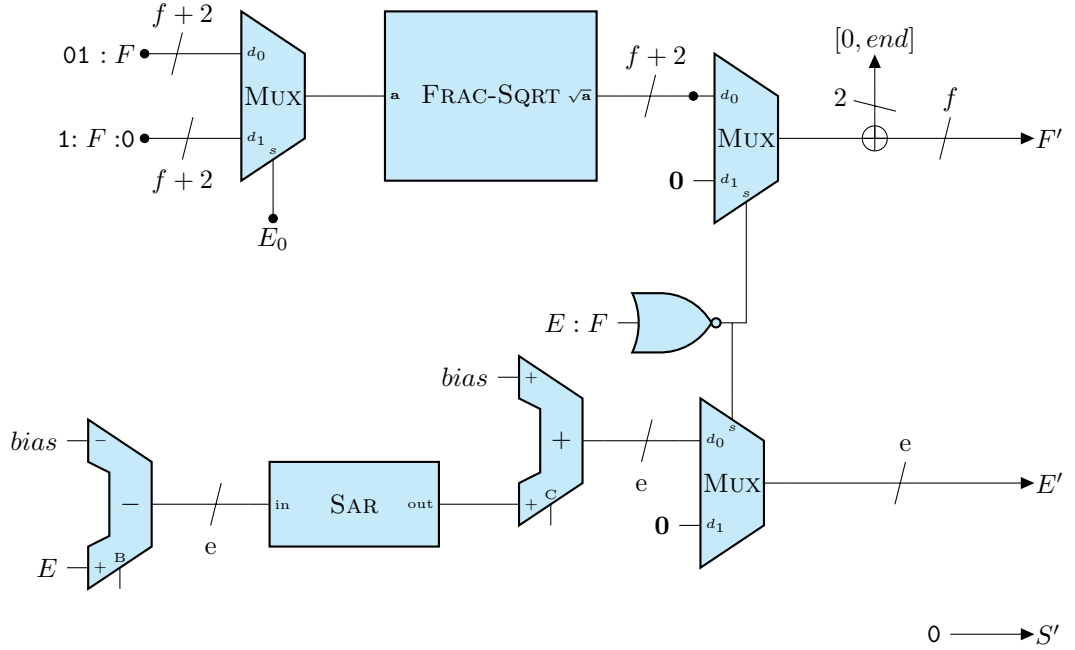 f + 2
f + 2
[0, end]
01 : F
d₀
MUX
a
FRAC-SQRT √a
d₀
MUX
2
f
F′
1: F :0
d₁
s
f + 2
0
d₁
s
E₀
E : F
bias
+
bias
−
+
d₀
s
e
E′
−
in
SAR
out
+
C
e
MUX
0
d₁
e
E
+
B
0
S′